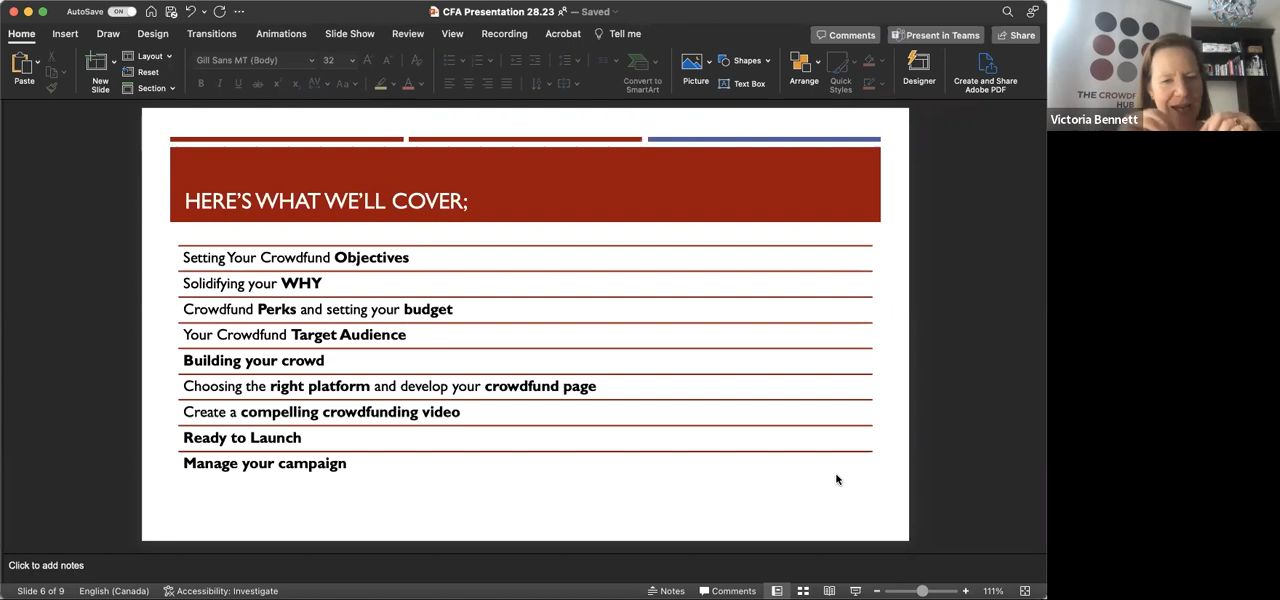 AutoSave ON
CFA Presentation 28.23 — Saved
Home Insert Draw Design Transitions Animations Slide Show Review View Recording Acrobat Tell me
Comments Present in Teams Share
Paste
New Slide
Layout
Reset
Section
Gill Sans MT (Body) 32
Convert to SmartArt
Picture
Shapes
Text Box
Arrange
Quick Styles
Designer
Create and Share Adobe PDF
THE CROWDF
HUB
Victoria Bennett
HERE'S WHAT WE'LL COVER;
Setting Your Crowdfund Objectives
Solidifying your WHY
Crowdfund Perks and setting your budget
Your Crowdfund Target Audience
Building your crowd
Choosing the right platform and develop your crowdfund page
Create a compelling crowdfunding video
Ready to Launch
Manage your campaign
Click to add notes
Slide 6 of 9 English (Canada) Accessibility: Investigate Notes Comments 111%